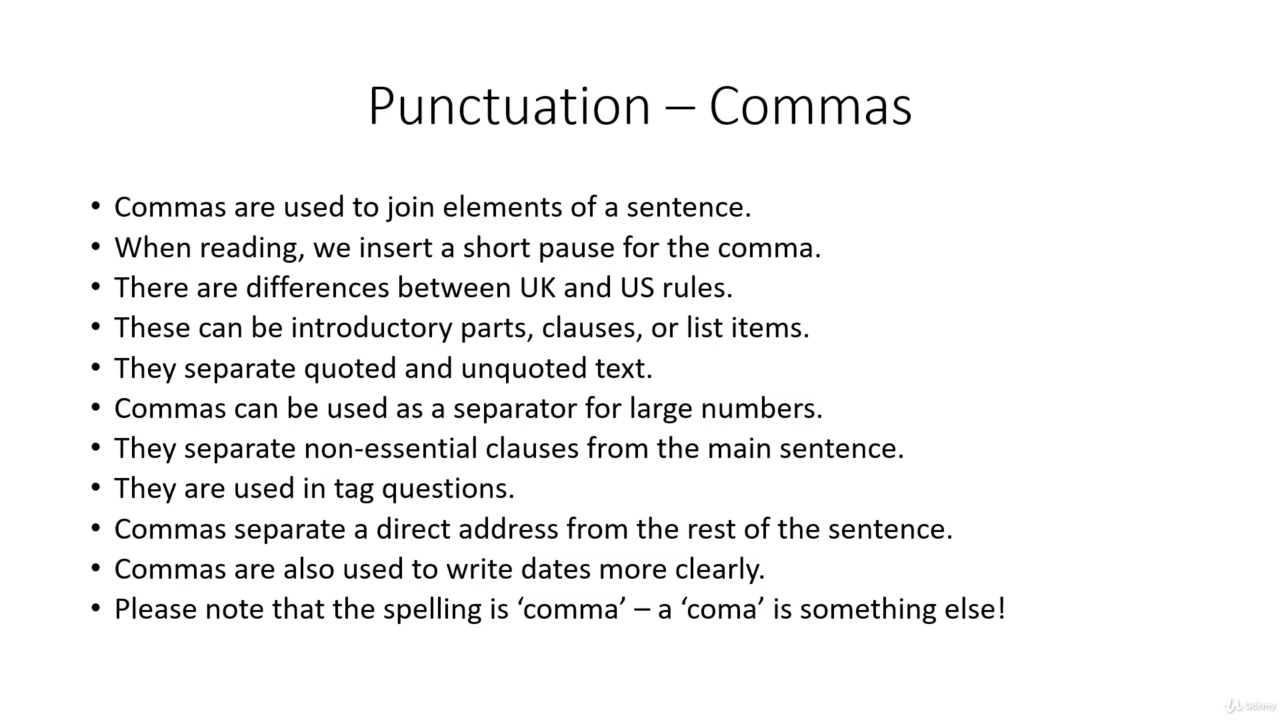 Punctuation – Commas
• Commas are used to join elements of a sentence.
• When reading, we insert a short pause for the comma.
• There are differences between UK and US rules.
• These can be introductory parts, clauses, or list items.
• They separate quoted and unquoted text.
• Commas can be used as a separator for large numbers.
• They separate non-essential clauses from the main sentence.
• They are used in tag questions.
• Commas separate a direct address from the rest of the sentence.
• Commas are also used to write dates more clearly.
• Please note that the spelling is ‘comma’ – a ‘coma’ is something else!
Udemy